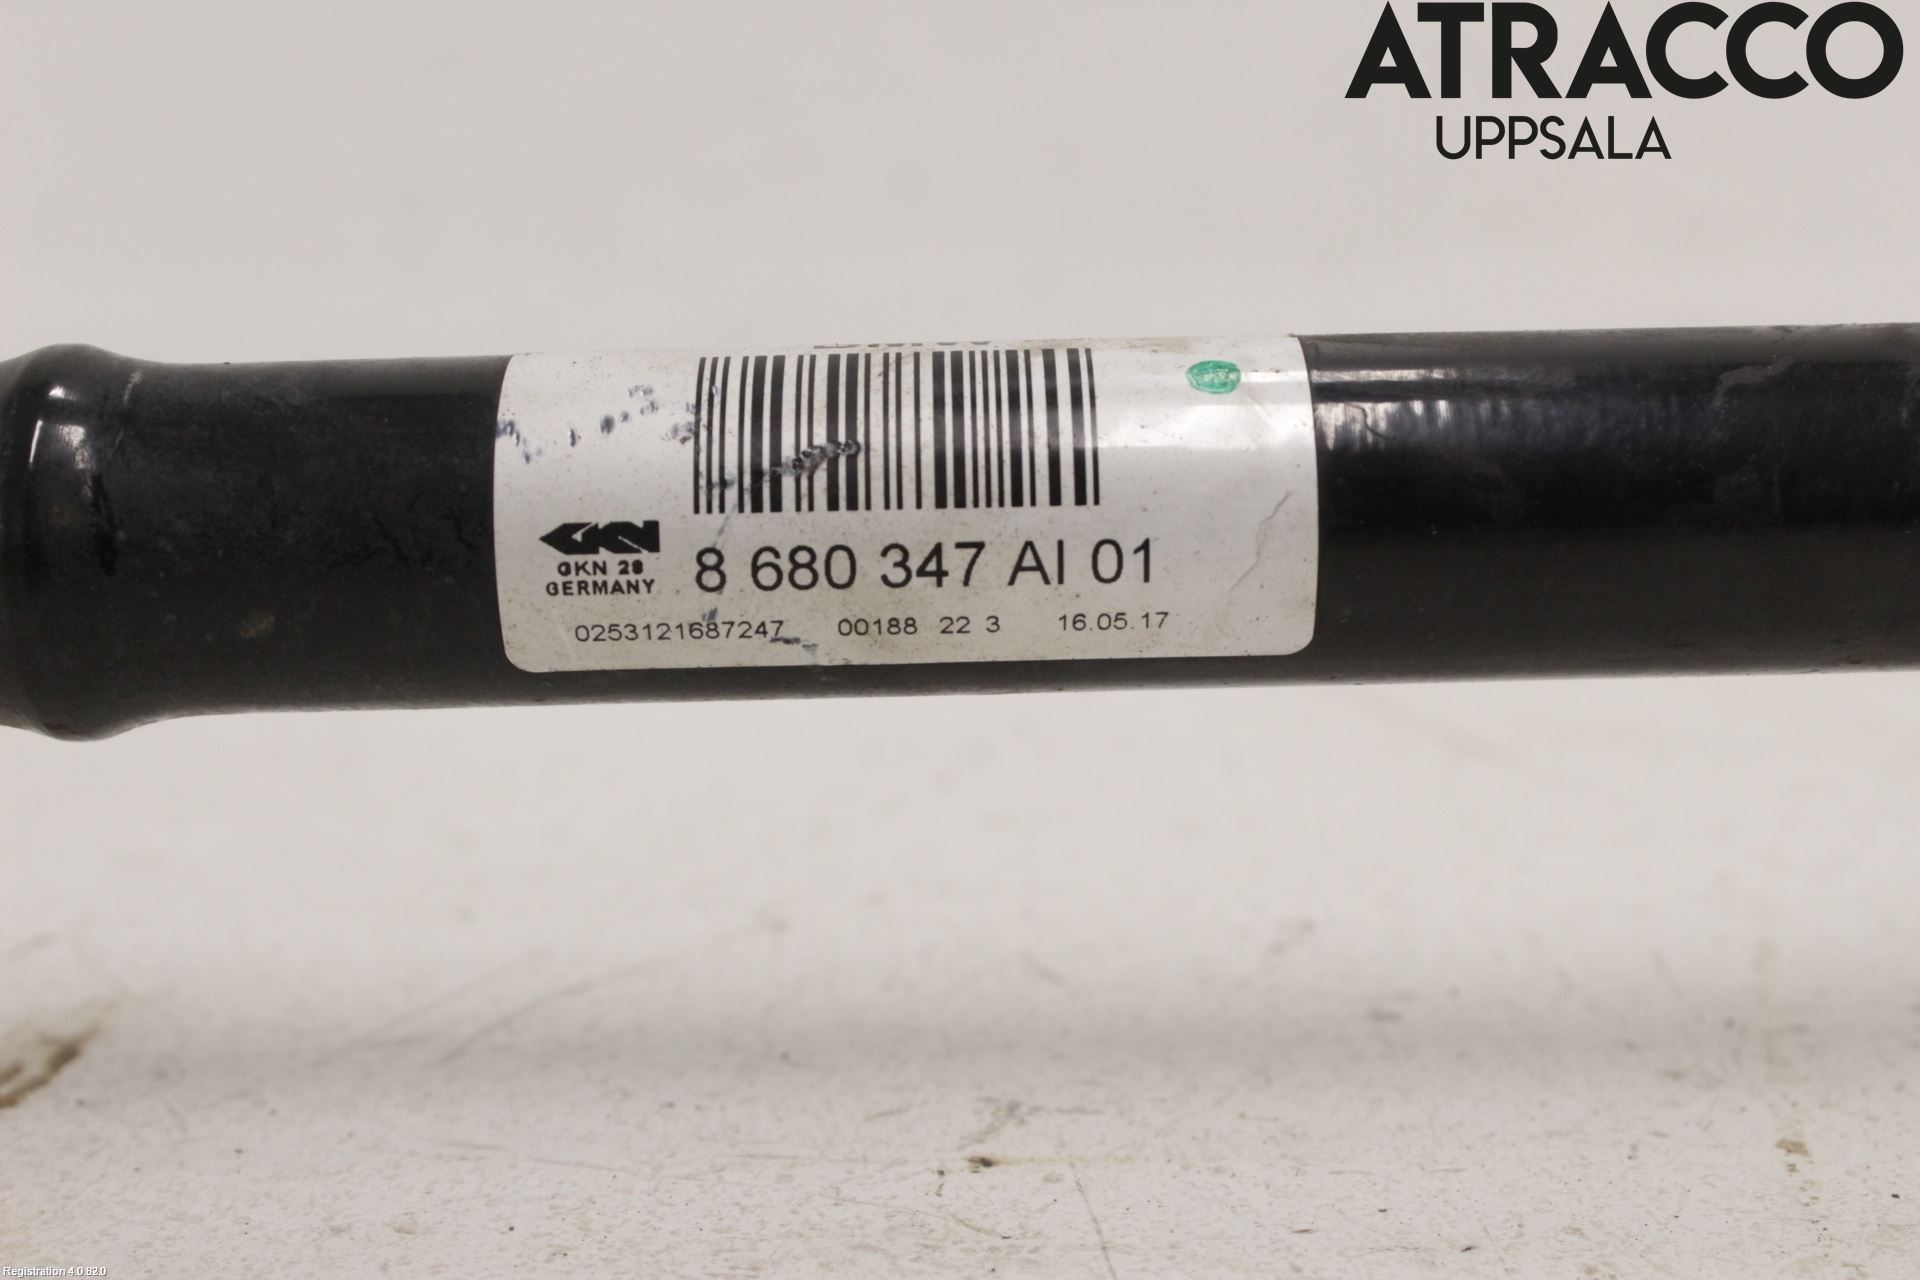 ATRACCO
UPPSALA
GKN
GKN 28
GERMANY
8 680 347 AI 01
0253121687247 00188 22 3 16.05.17
Registration 4.0.82.0